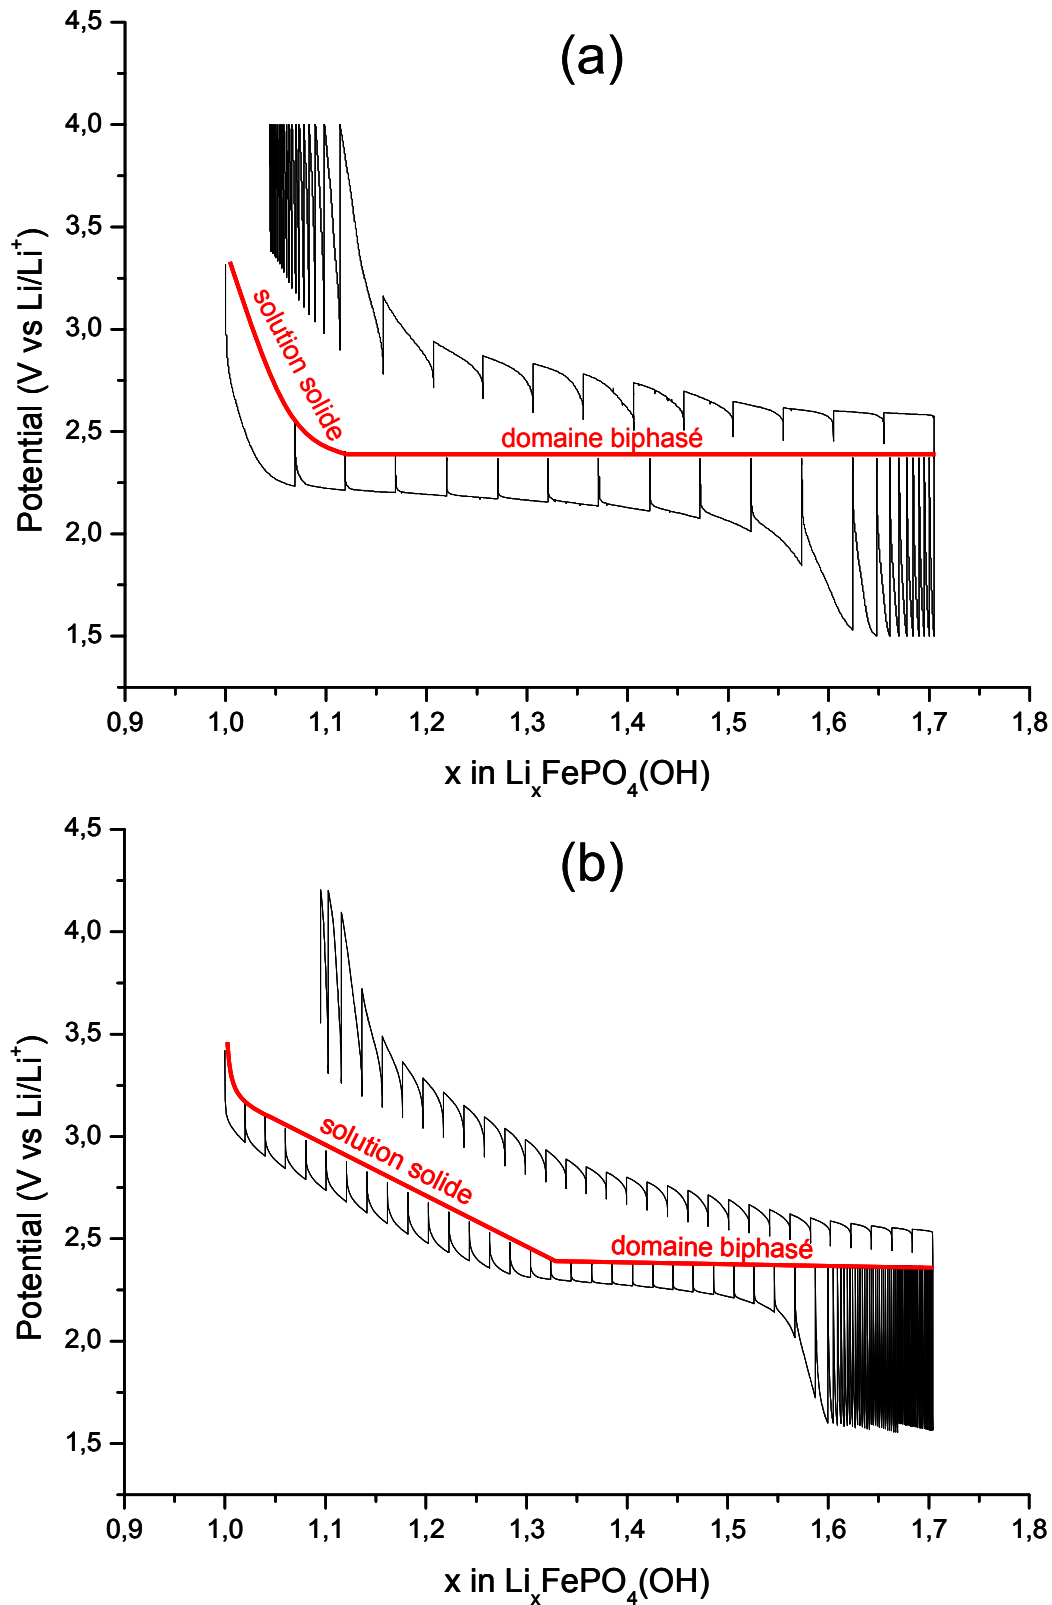 (a)
4,5
4,0
3,5
3,0
2,5
2,0
1,5
Potential (V vs Li/Li⁺)
solution solide
domaine biphasé
0,9 1,0 1,1 1,2 1,3 1,4 1,5 1,6 1,7 1,8
x in LiₓFePO₄(OH)
(b)
4,5
4,0
3,5
3,0
2,5
2,0
1,5
Potential (V vs Li/Li⁺)
solution solide
domaine biphasé
0,9 1,0 1,1 1,2 1,3 1,4 1,5 1,6 1,7 1,8
x in LiₓFePO₄(OH)